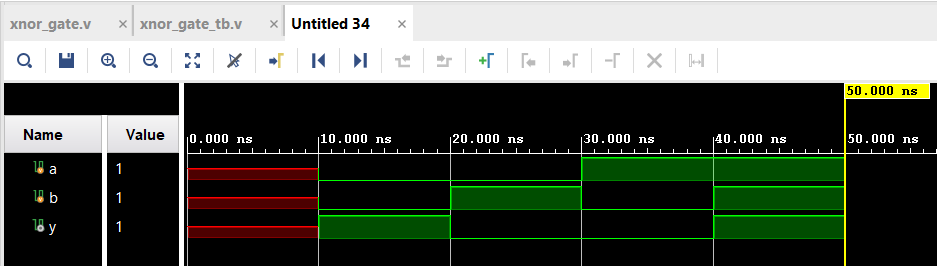 xnor_gate.v × xnor_gate_tb.v × Untitled 34 ×
50.000 ns
Name Value 0.000 ns 10.000 ns 20.000 ns 30.000 ns 40.000 ns 50.000 ns
a 1
b 1
y 1